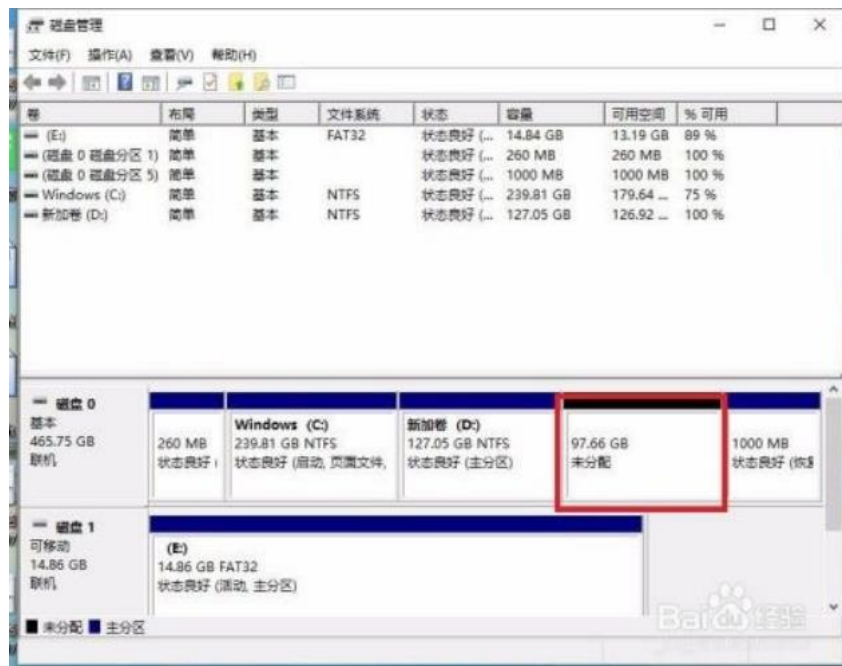 磁盘管理
文件(F) 操作(A) 查看(V) 帮助(H)
卷 布局 类型 文件系统 状态 容量 可用空间 % 可用
(E:) 简单 基本 FAT32 状态良好 (... 14.84 GB 13.19 GB 89 %
(磁盘 0 磁盘分区 1) 简单 基本 状态良好 (... 260 MB 260 MB 100 %
(磁盘 0 磁盘分区 5) 简单 基本 状态良好 (... 1000 MB 1000 MB 100 %
Windows (C:) 简单 基本 NTFS 状态良好 (... 239.81 GB 179.64 ... 75 %
新加卷 (D:) 简单 基本 NTFS 状态良好 (... 127.05 GB 126.92 ... 100 %
磁盘 0
基本
465.75 GB
联机
260 MB
状态良好 (
Windows (C:)
239.81 GB NTFS
状态良好 (启动, 页面文件,
新加卷 (D:)
127.05 GB NTFS
状态良好 (主分区)
97.66 GB
未分配
1000 MB
状态良好 (恢复
磁盘 1
可移动
14.86 GB
联机
(E:)
14.86 GB FAT32
状态良好 (活动, 主分区)
未分配 主分区
Baidu 经验